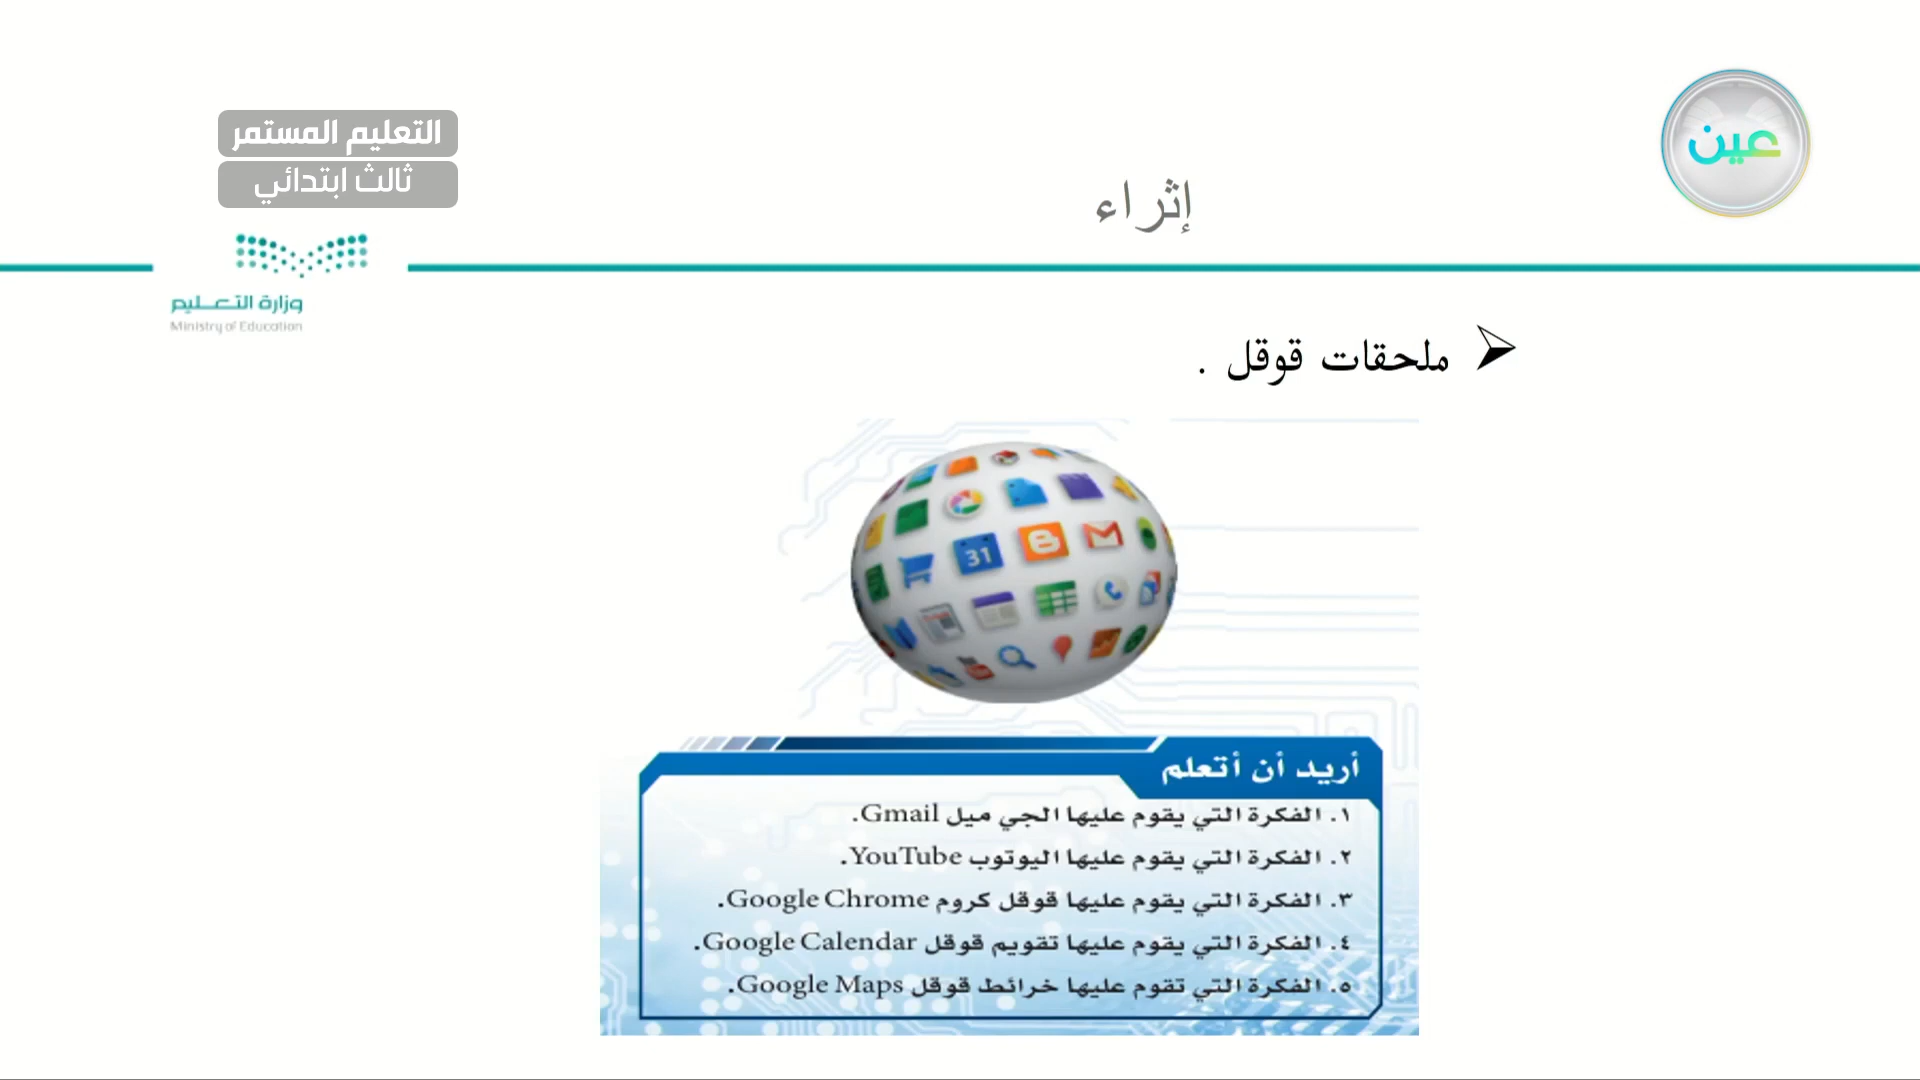 التعليم المستمر
ثالث ابتدائي
عين
إثراء
وزارة التعليم
Ministry of Education
ملحقات قوقل .
31
أريد أن أتعلم
١. الفكرة التي يقوم عليها الجي ميل Gmail.
٢. الفكرة التي يقوم عليها اليوتوب YouTube.
٣. الفكرة التي يقوم عليها قوقل كروم Google Chrome.
٤. الفكرة التي يقوم عليها تقويم قوقل Google Calendar.
٥. الفكرة التي تقوم عليها خرائط قوقل Google Maps.